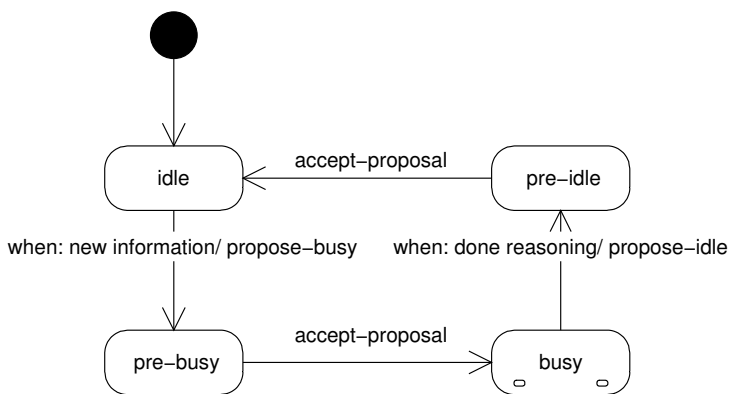 accept−proposal
idle
pre−idle
when: new information/ propose−busy
when: done reasoning/ propose−idle
accept−proposal
pre−busy
busy